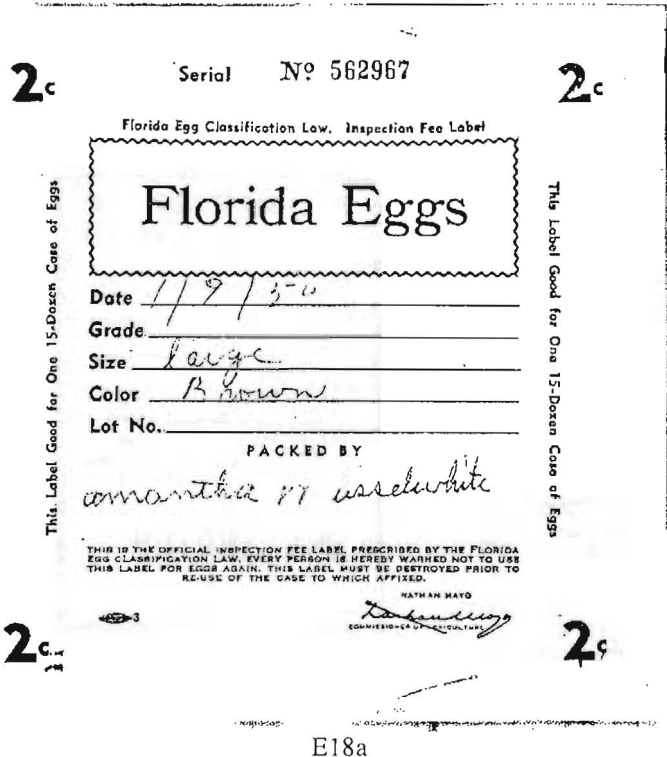 2c
Serial Nº 562967
2c
Florida Egg Classification Law, Inspection Fee Label
This Label Good for One 15-Dozen Case of Eggs
Florida Eggs
This Label Good for One 15-Dozen Case of Eggs
Date 1/9/50
Grade
Size large
Color Brown
Lot No.
PACKED BY
amantha Musselwhite
THIS IS THE OFFICIAL INSPECTION FEE LABEL PRESCRIBED BY THE FLORIDA
EGG CLASSIFICATION LAW. EVERY PERSON IS HEREBY WARNED NOT TO USE
THIS LABEL FOR EGGS AGAIN. THIS LABEL MUST BE DESTROYED PRIOR TO
RE-USE OF THE CASE TO WHICH AFFIXED.
NATHAN MAYO
Nathan Mayo
COMMISSIONER OF AGRICULTURE
3
2c
2c
E18a